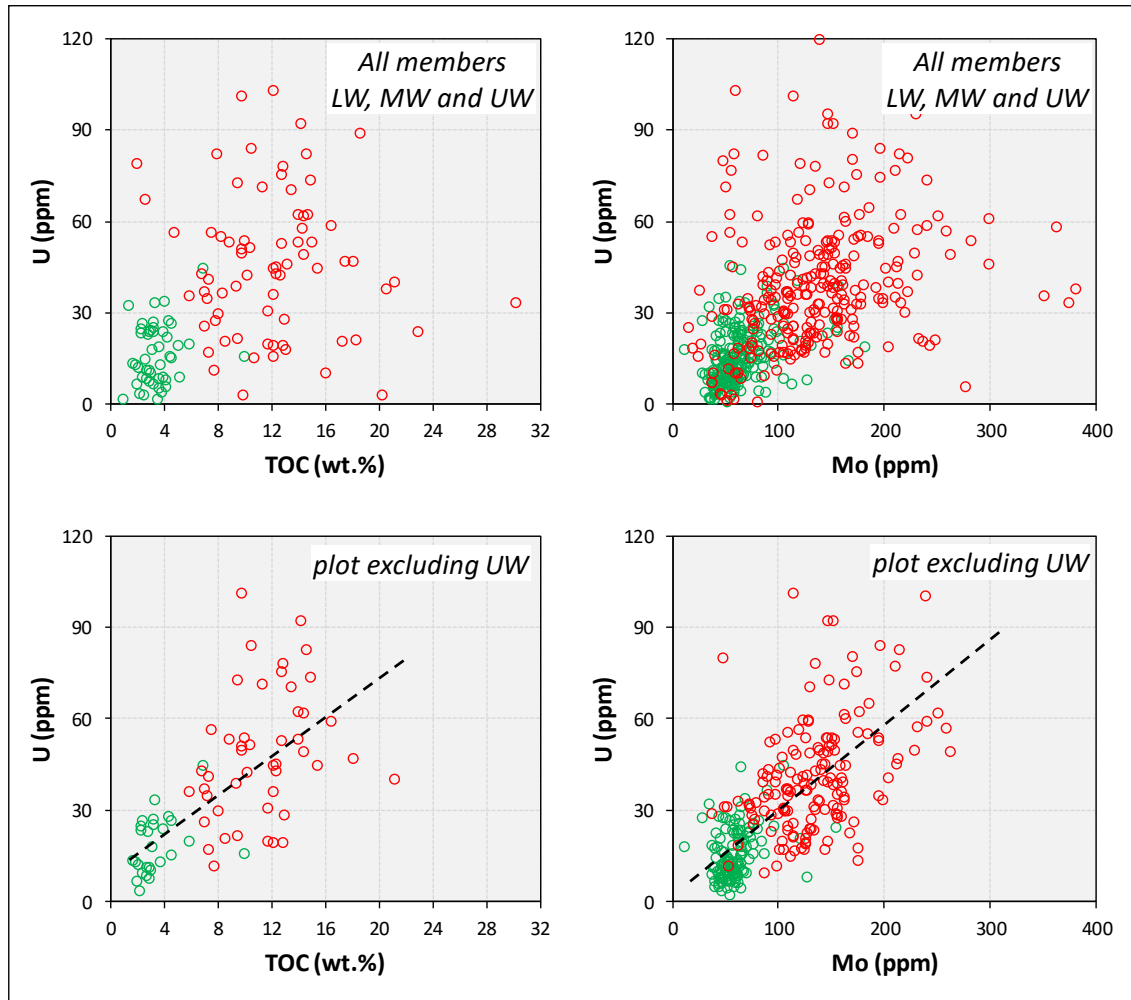 All members
LW, MW and UW
U (ppm)
120
90
60
30
0
0 4 8 12 16 20 24 28 32
TOC (wt.%)
All members
LW, MW and UW
U (ppm)
120
90
60
30
0
0 100 200 300 400
Mo (ppm)
plot excluding UW
U (ppm)
120
90
60
30
0
0 4 8 12 16 20 24 28 32
TOC (wt.%)
plot excluding UW
U (ppm)
120
90
60
30
0
0 100 200 300 400
Mo (ppm)